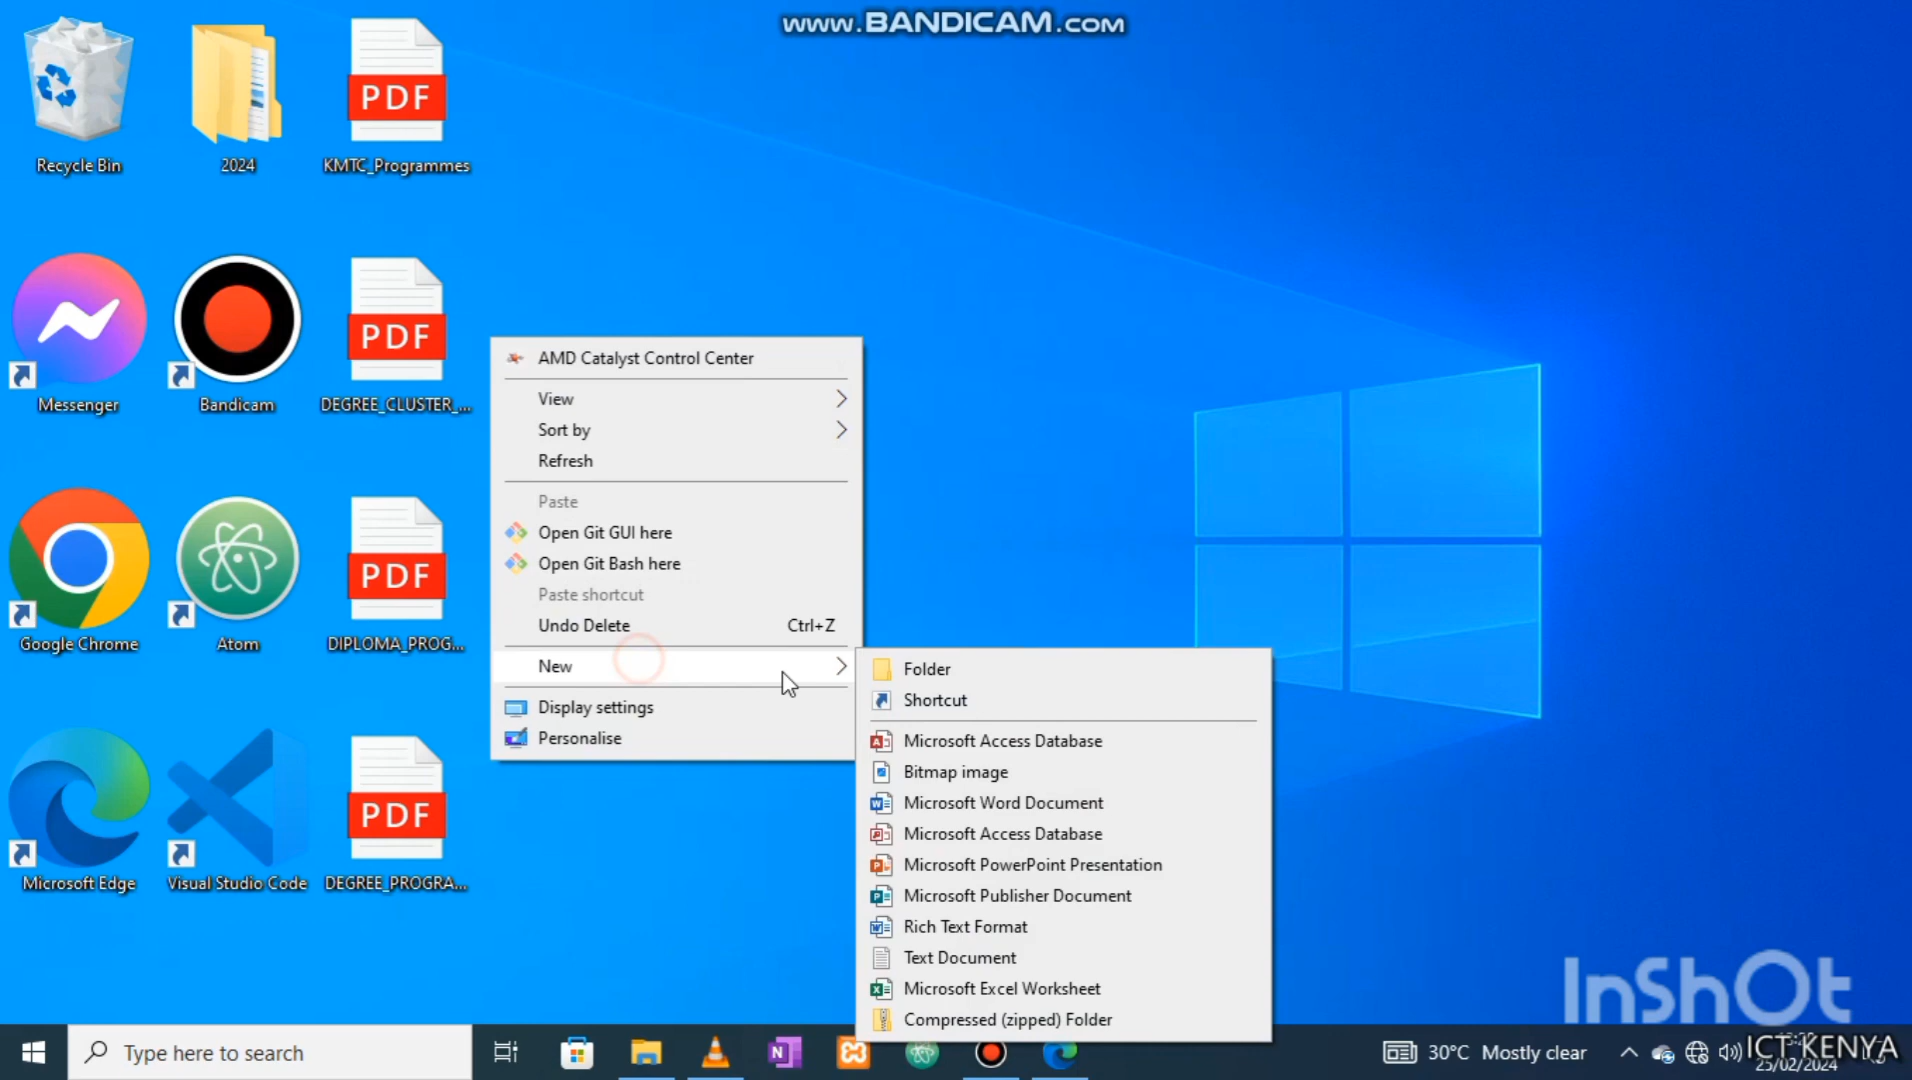 www.BANDICAM.com
Recycle Bin
2024
PDF
KMTC_Programmes
Messenger
Bandicam
PDF
DEGREE_CLUSTER_...
Google Chrome
Atom
PDF
DIPLOMA_PROG...
Microsoft Edge
Visual Studio Code
PDF
DEGREE_PROGRA...
AMD Catalyst Control Center
View
Sort by
Refresh
Paste
Open Git GUI here
Open Git Bash here
Paste shortcut
Undo Delete Ctrl+Z
New
Display settings
Personalise
Folder
Shortcut
Microsoft Access Database
Bitmap image
Microsoft Word Document
Microsoft Access Database
Microsoft PowerPoint Presentation
Microsoft Publisher Document
Rich Text Format
Text Document
Microsoft Excel Worksheet
Compressed (zipped) Folder
InShOt
Type here to search
30°C Mostly clear
ICT KENYA
25/02/2024